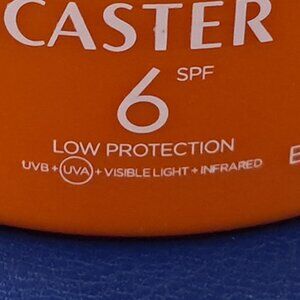 CASTER
6 SPF
LOW PROTECTION
UVB + UVA + VISIBLE LIGHT + INFRARED
E